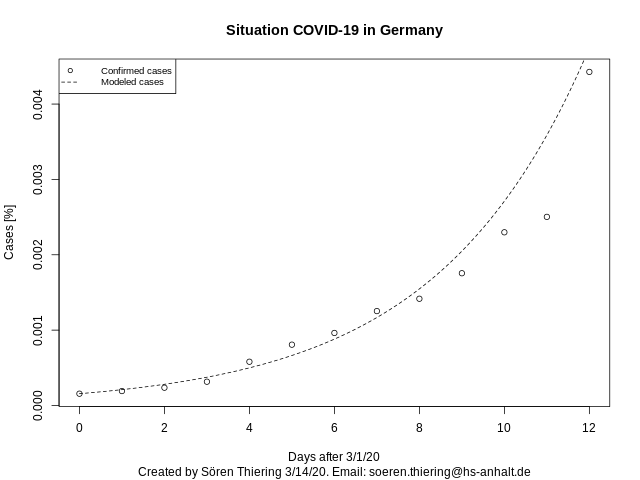 Situation COVID-19 in Germany
Confirmed cases
Modeled cases
Cases [%]
0.004
0.003
0.002
0.001
0.000
0 2 4 6 8 10 12
Days after 3/1/20
Created by Sören Thiering 3/14/20. Email: soeren.thiering@hs-anhalt.de